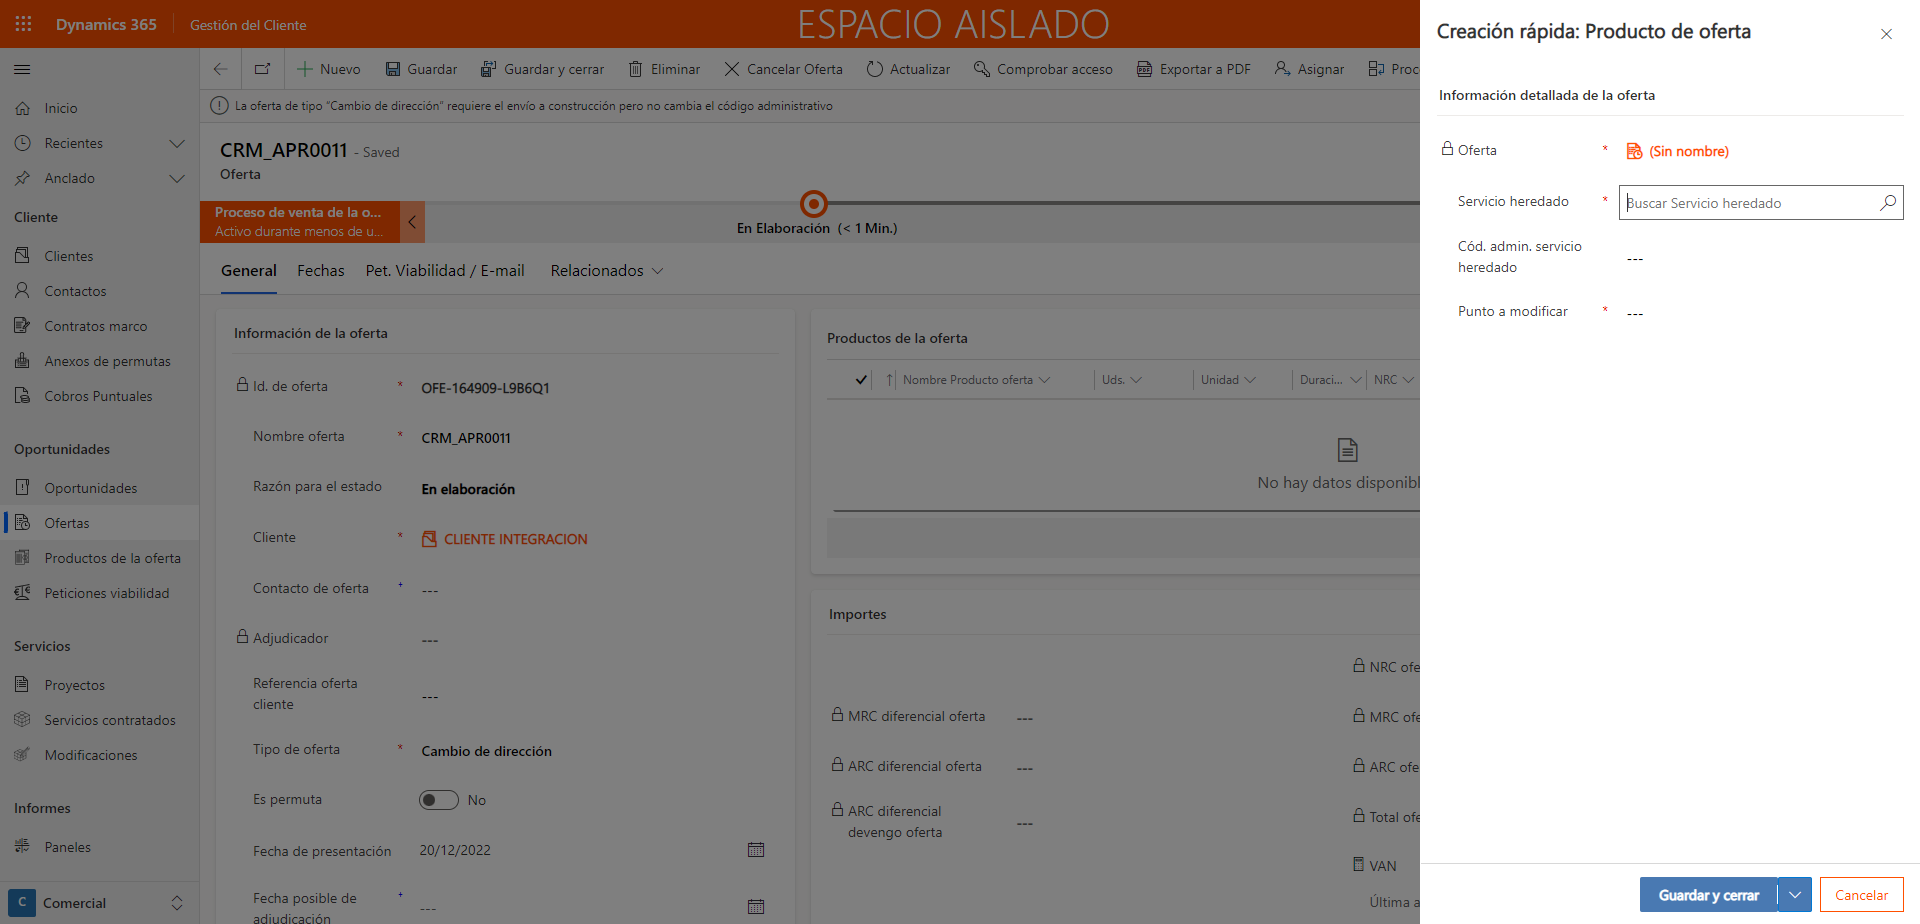 Dynamics 365
Gestión del Cliente
ESPACIO AISLADO
Nuevo
Guardar
Guardar y cerrar
Eliminar
Cancelar Oferta
Actualizar
Comprobar acceso
Exportar a PDF
Asignar
Proc
La oferta de tipo "Cambio de dirección" requiere el envío a construcción pero no cambia el código administrativo
Inicio
Recientes
Anclado
Cliente
Clientes
Contactos
Contratos marco
Anexos de permutas
Cobros Puntuales
Oportunidades
Oportunidades
Ofertas
Productos de la oferta
Peticiones viabilidad
Servicios
Proyectos
Servicios contratados
Modificaciones
Informes
Paneles
C Comercial
CRM_APR0011 - Saved
Oferta
Proceso de venta de la o...
Activo durante menos de u...
En Elaboración (< 1 Min.)
General
Fechas
Pet. Viabilidad / E-mail
Relacionados
Información de la oferta
Id. de oferta * OFE-164909-L9B6Q1
Nombre oferta * CRM_APR0011
Razón para el estado En elaboración
Cliente * CLIENTE INTEGRACION
Contacto de oferta + ---
Adjudicador ---
Referencia oferta
cliente ---
Tipo de oferta * Cambio de dirección
Es permuta No
Fecha de presentación 20/12/2022
Fecha posible de
adjudicación + ---
Productos de la oferta
Nombre Producto oferta
Uds.
Unidad
Duraci...
NRC
No hay datos disponibl
Importes
NRC ofe
MRC diferencial oferta ---
MRC ofe
ARC diferencial oferta ---
ARC ofe
ARC diferencial
devengo oferta ---
Total ofe
VAN
Última a
Creación rápida: Producto de oferta
Información detallada de la oferta
Oferta * (Sin nombre)
Servicio heredado * Buscar Servicio heredado
Cód. admin. servicio
heredado ---
Punto a modificar * ---
Guardar y cerrar
Cancelar